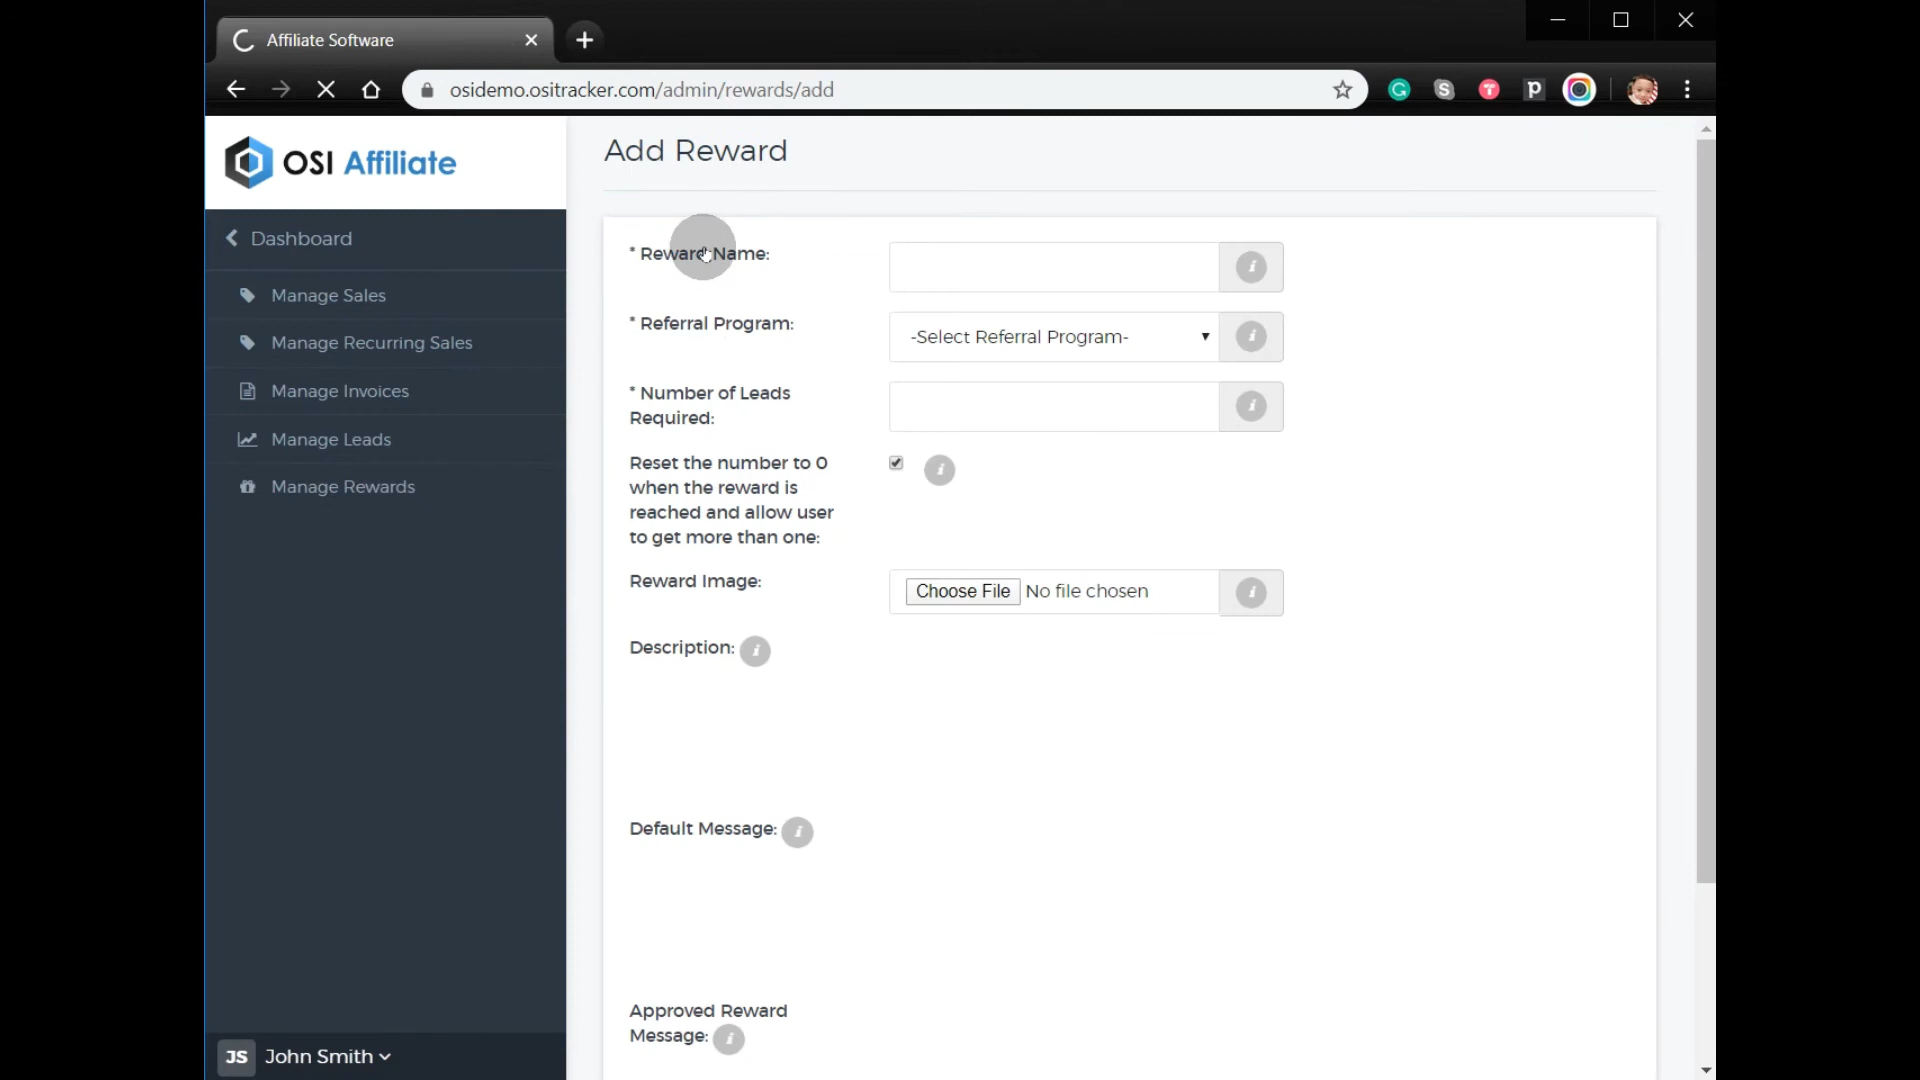 Affiliate Software
osidemo.ositracker.com/admin/rewards/add
OSI Affiliate
Dashboard
Manage Sales
Manage Recurring Sales
Manage Invoices
Manage Leads
Manage Rewards
JS John Smith
Add Reward
* Reward Name:
* Referral Program:
-Select Referral Program-
* Number of Leads
Required:
Reset the number to 0
when the reward is
reached and allow user
to get more than one:
Reward Image:
Choose File No file chosen
Description:
Default Message:
Approved Reward
Message: